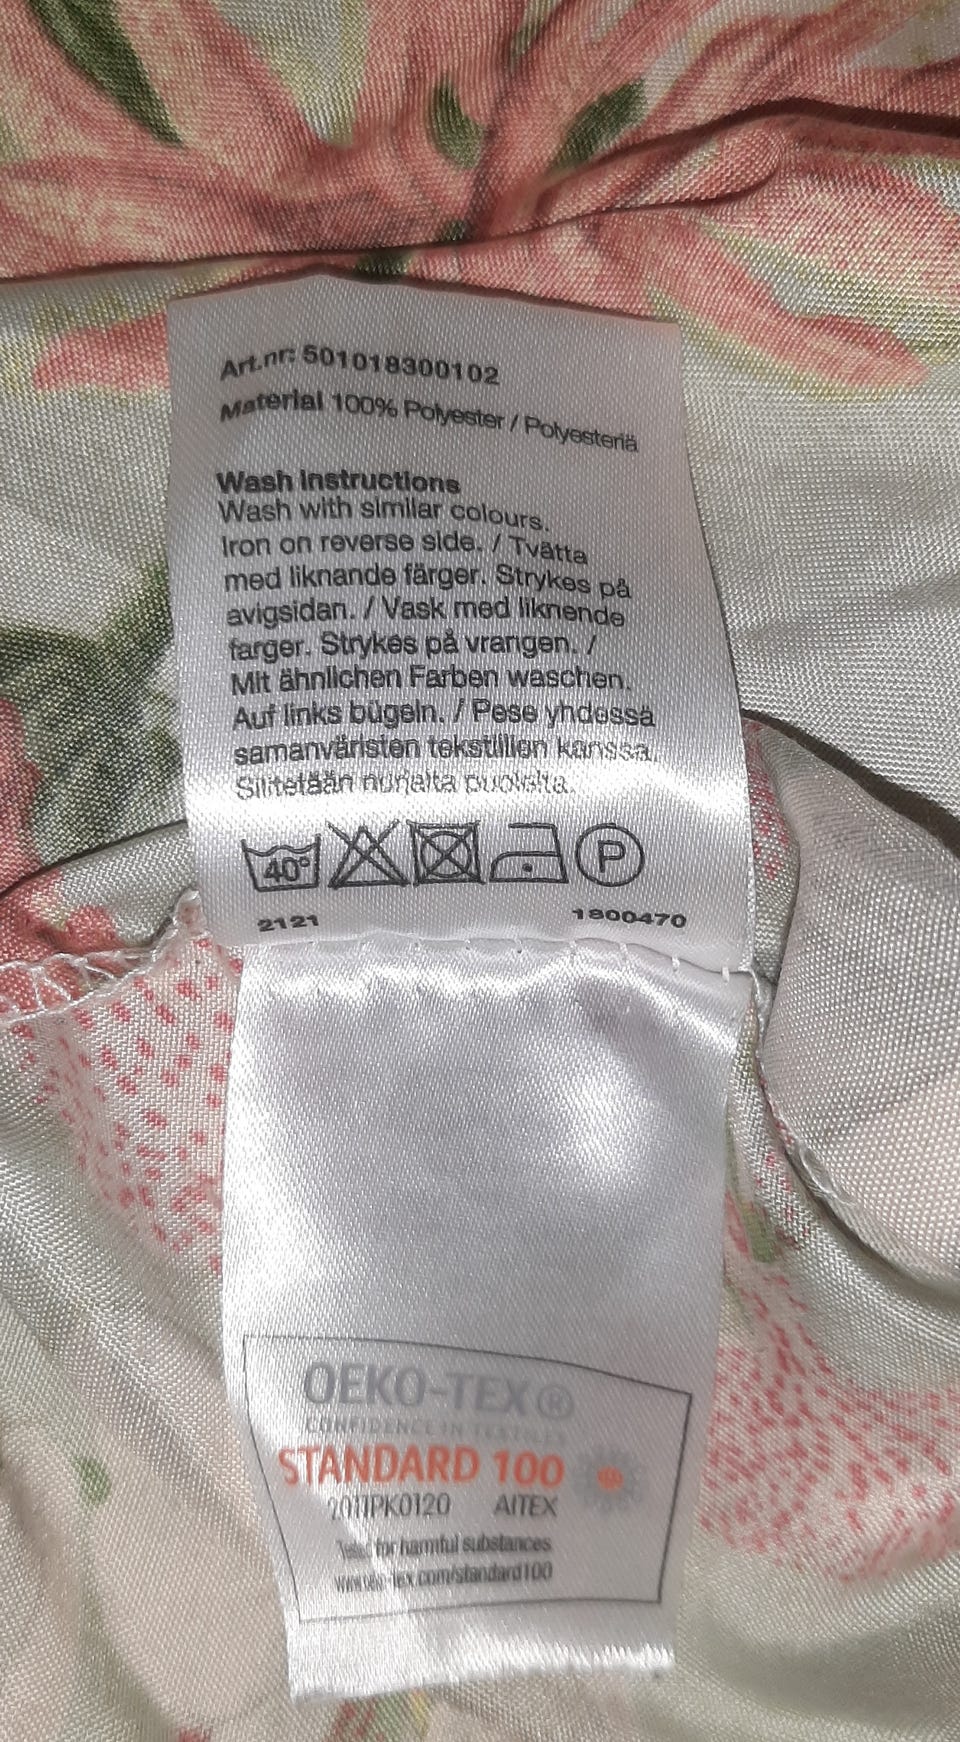 Art.nr: 501018300102
Material 100% Polyester / Polyesteriä
Wash instructions
Wash with similar colours.
Iron on reverse side. / Tvätta
med liknande färger. Strykes på
avigsidan. / Vask med liknende
farger. Strykes på vrangen. /
Mit ähnlichen Farben waschen.
Auf links bügeln. / Pese yhdessä
samanväristen tekstiilien kanssa.
Silitetään nurjalta puolelta.
40° P
2121 1800470
OEKO-TEX®
CONFIDENCE IN TEXTILES
STANDARD 100
2011PK0120 AITEX
Tested for harmful substances
www.oeko-tex.com/standard100